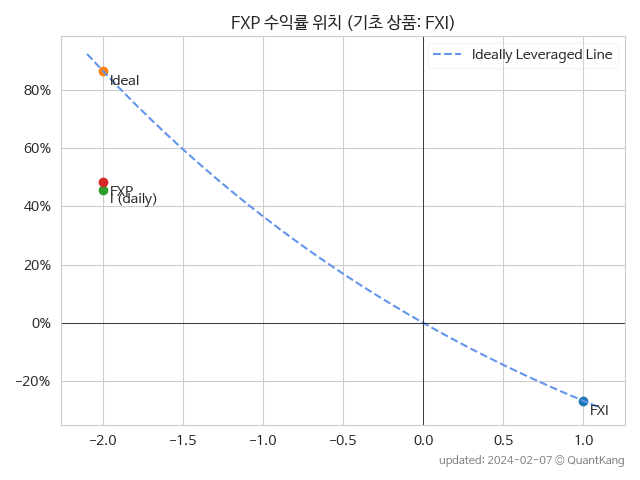 FXP 수익률 위치 (기초 상품: FXI)
Ideally Leveraged Line
Ideal
FXP
I (daily)
FXI
80%
60%
40%
20%
0%
−20%
−2.0
−1.5
−1.0
−0.5
0.0
0.5
1.0
updated: 2024-02-07 © QuantKang